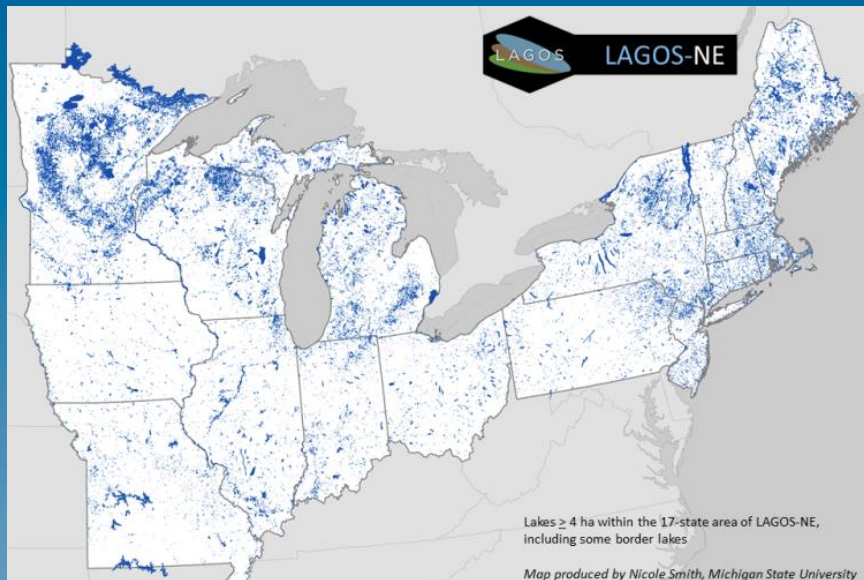 LAGOS
LAGOS-NE
Lakes ≥ 4 ha within the 17-state area of LAGOS-NE,
including some border lakes
Map produced by Nicole Smith, Michigan State University